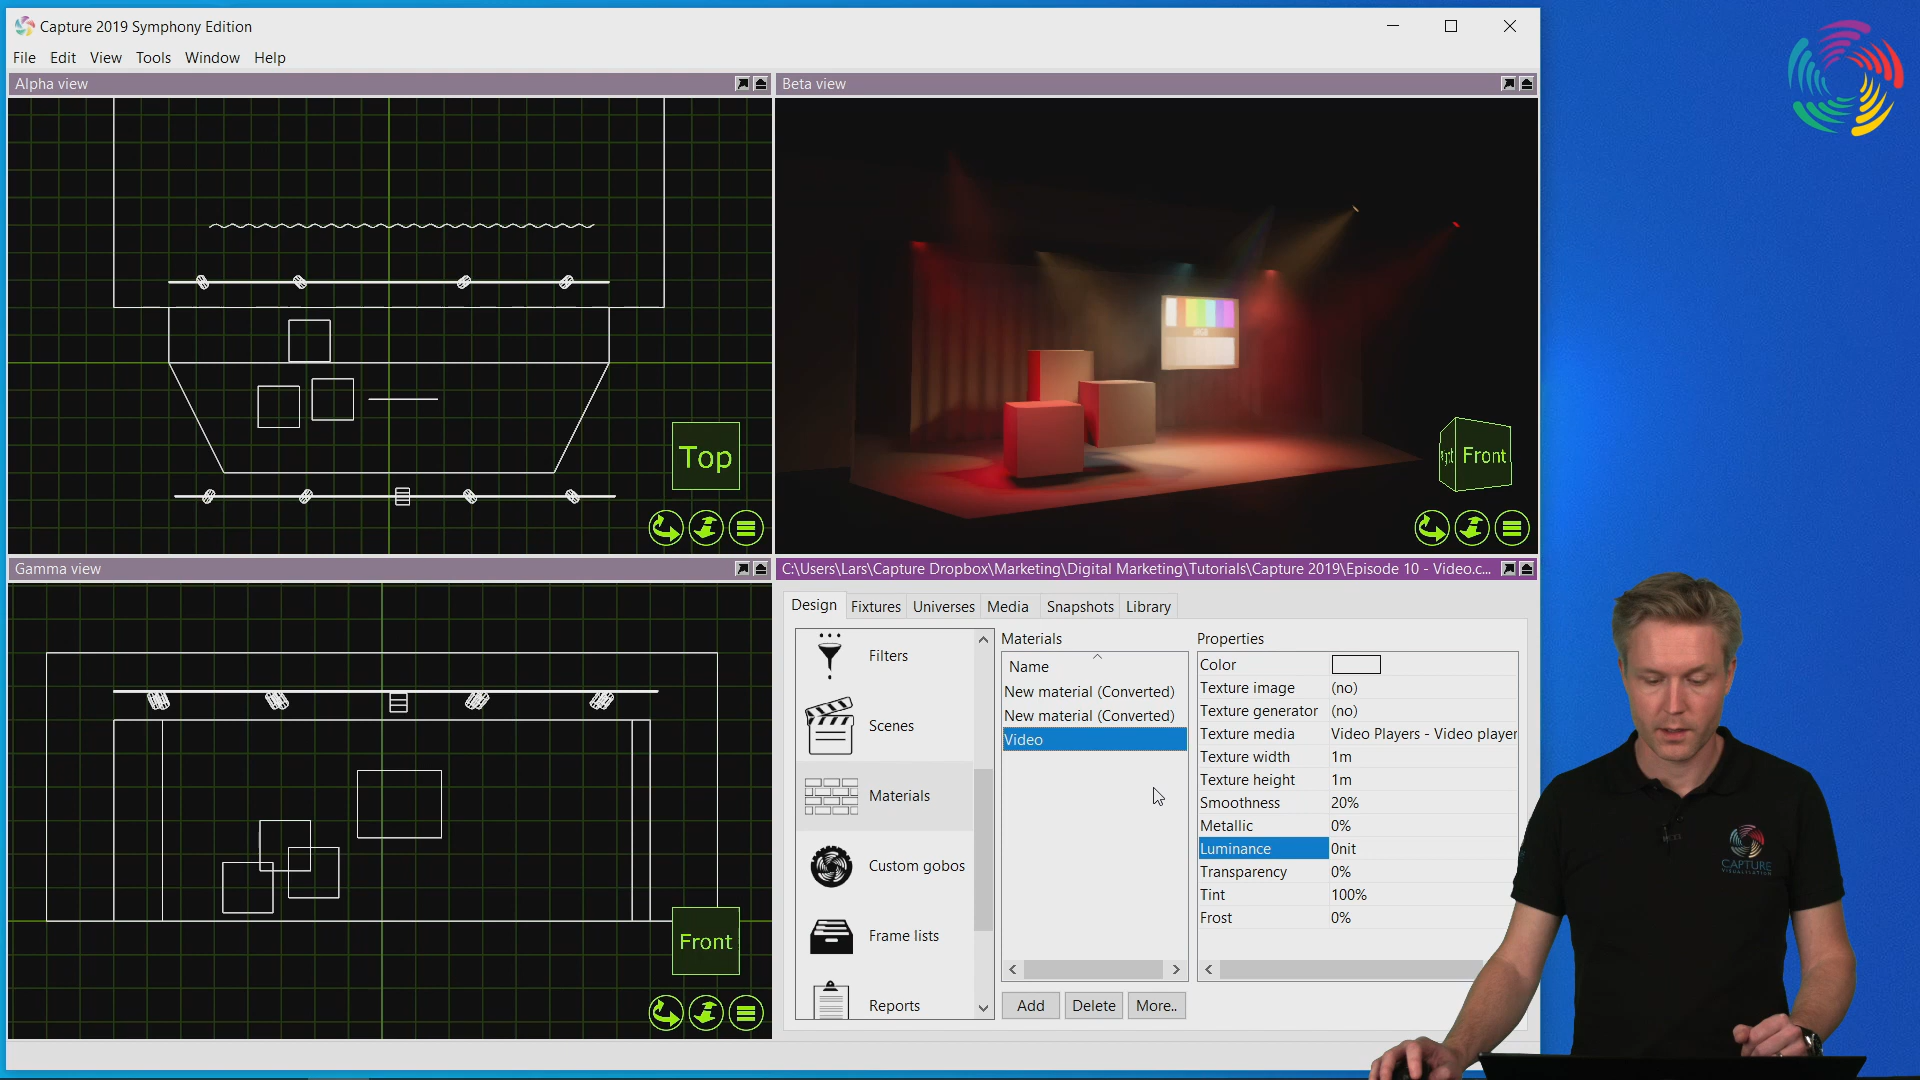 Capture 2019 Symphony Edition
File Edit View Tools Window Help
Alpha view
Beta view
sRGB
Top
Front
Gamma view
C:\Users\Lars\Capture Dropbox\Marketing\Digital Marketing\Tutorials\Capture 2019\Episode 10 - Video.c...
Design Fixtures Universes Media Snapshots Library
Filters
Scenes
Materials
Custom gobos
Frame lists
Reports
Materials
Name
New material (Converted)
New material (Converted)
Video
Add Delete More..
Properties
Color
Texture image (no)
Texture generator (no)
Texture media Video Players - Video player
Texture width 1m
Texture height 1m
Smoothness 20%
Metallic 0%
Luminance 0nit
Transparency 0%
Tint 100%
Frost 0%
Front
CAPTURE
VISUALISATION